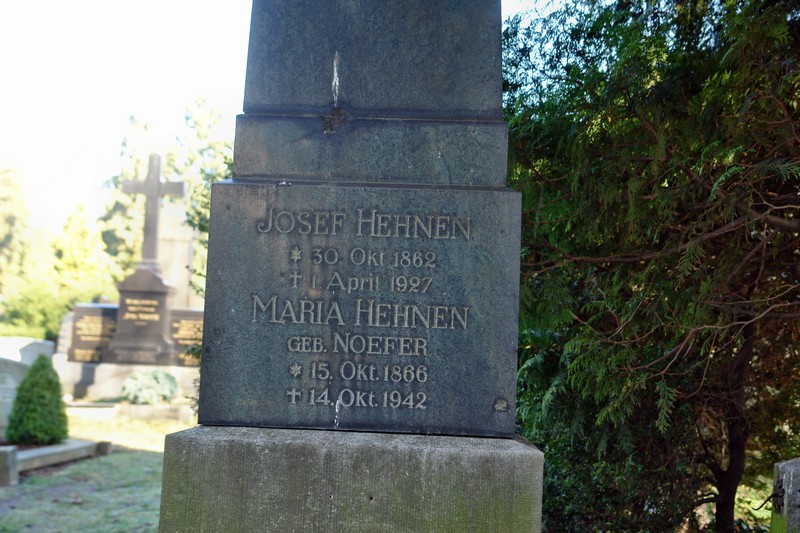 JOSEF HEHNEN
* 30. Okt 1862
† 1. April 1927
MARIA HEHNEN
GEB. NOEFER
* 15. Okt. 1866
† 14. Okt. 1942